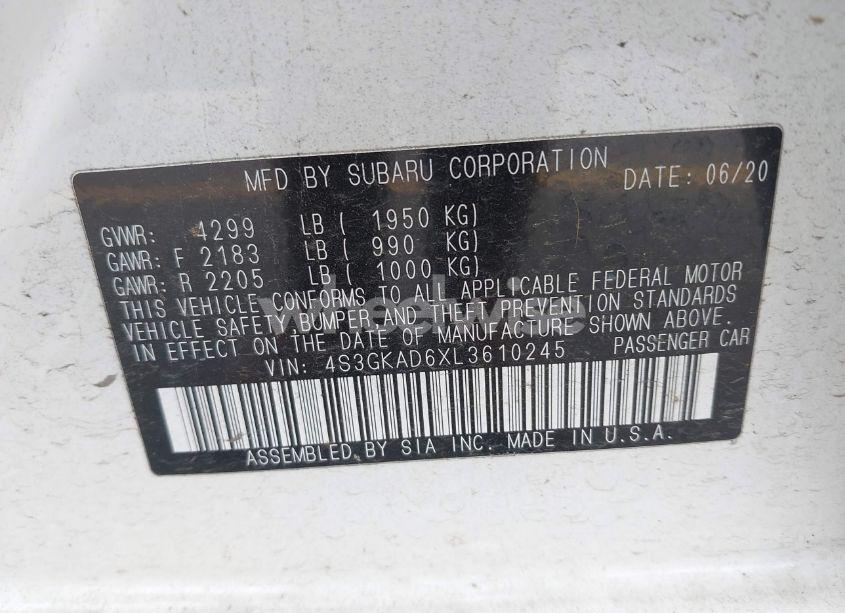 MFD BY SUBARU CORPORATION DATE: 06/20
GVWR: 4299 LB ( 1950 KG)
GAWR: F 2183 LB ( 990 KG)
GAWR: R 2205 LB ( 1000 KG)
THIS VEHICLE CONFORMS TO ALL APPLICABLE FEDERAL MOTOR
VEHICLE SAFETY,BUMPER AND THEFT PREVENTION STANDARDS
IN EFFECT ON THE DATE OF MANUFACTURE SHOWN ABOVE.
VIN: 4S3GKAD6XL3610245 PASSENGER CAR
ASSEMBLED BY SIA INC. MADE IN U.S.A.
wheelwise